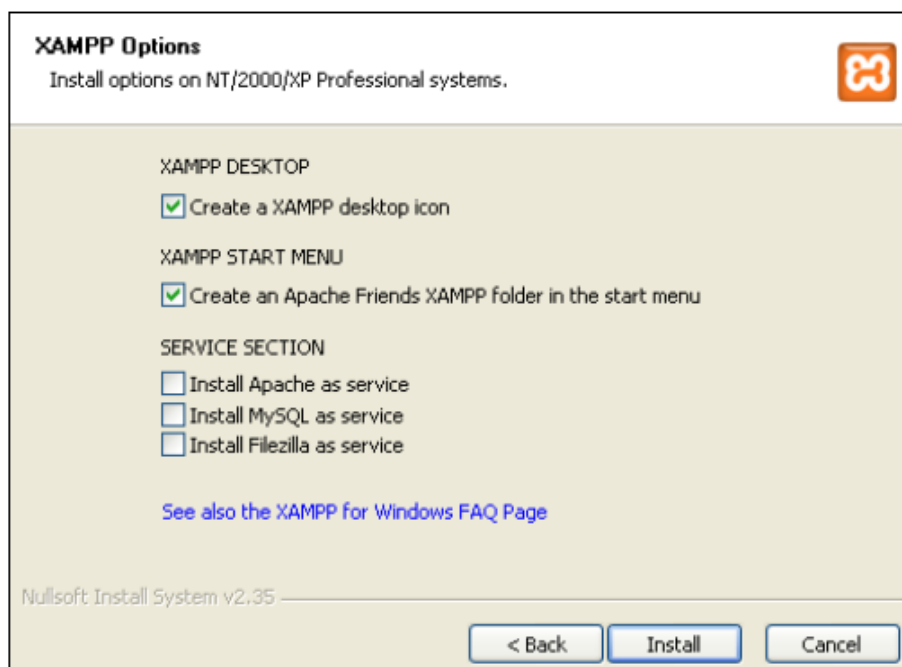 XAMPP Options
Install options on NT/2000/XP Professional systems.
XAMPP DESKTOP
Create a XAMPP desktop icon
XAMPP START MENU
Create an Apache Friends XAMPP folder in the start menu
SERVICE SECTION
Install Apache as service
Install MySQL as service
Install Filezilla as service
See also the XAMPP for Windows FAQ Page
Nullsoft Install System v2.35
< Back Install Cancel